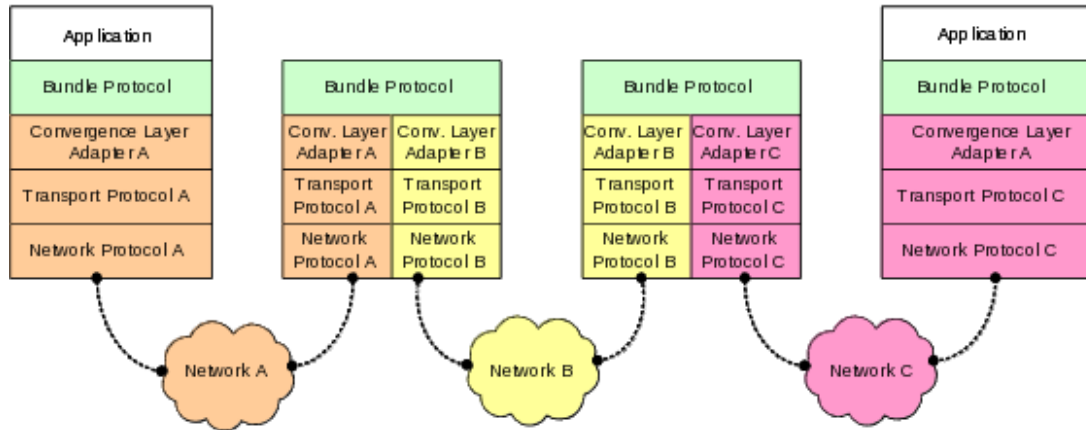 Application
Bundle Protocol
Convergence Layer
Adapter A
Transport Protocol A
Network Protocol A
Bundle Protocol
Conv. Layer
Adapter A
Transport
Protocol A
Network
Protocol A
Conv. Layer
Adapter B
Transport
Protocol B
Network
Protocol B
Bundle Protocol
Conv. Layer
Adapter B
Transport
Protocol B
Network
Protocol B
Conv. Layer
Adapter C
Transport
Protocol C
Network
Protocol C
Application
Bundle Protocol
Convergence Layer
Adapter A
Transport Protocol C
Network Protocol C
Network A
Network B
Network C